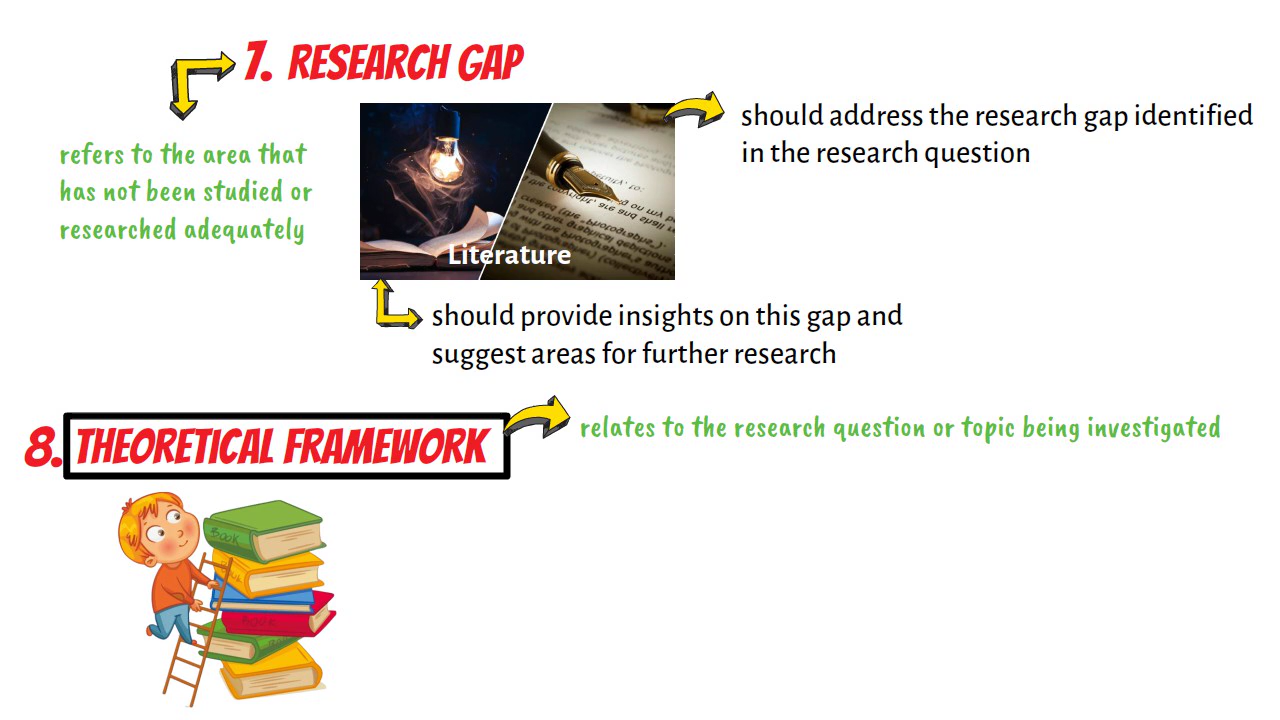 7. RESEARCH GAP
refers to the area that
has not been studied or
researched adequately
Literature
should address the research gap identified
in the research question
should provide insights on this gap and
suggest areas for further research
8. THEORETICAL FRAMEWORK
relates to the research question or topic being investigated
BOOK
BOOK